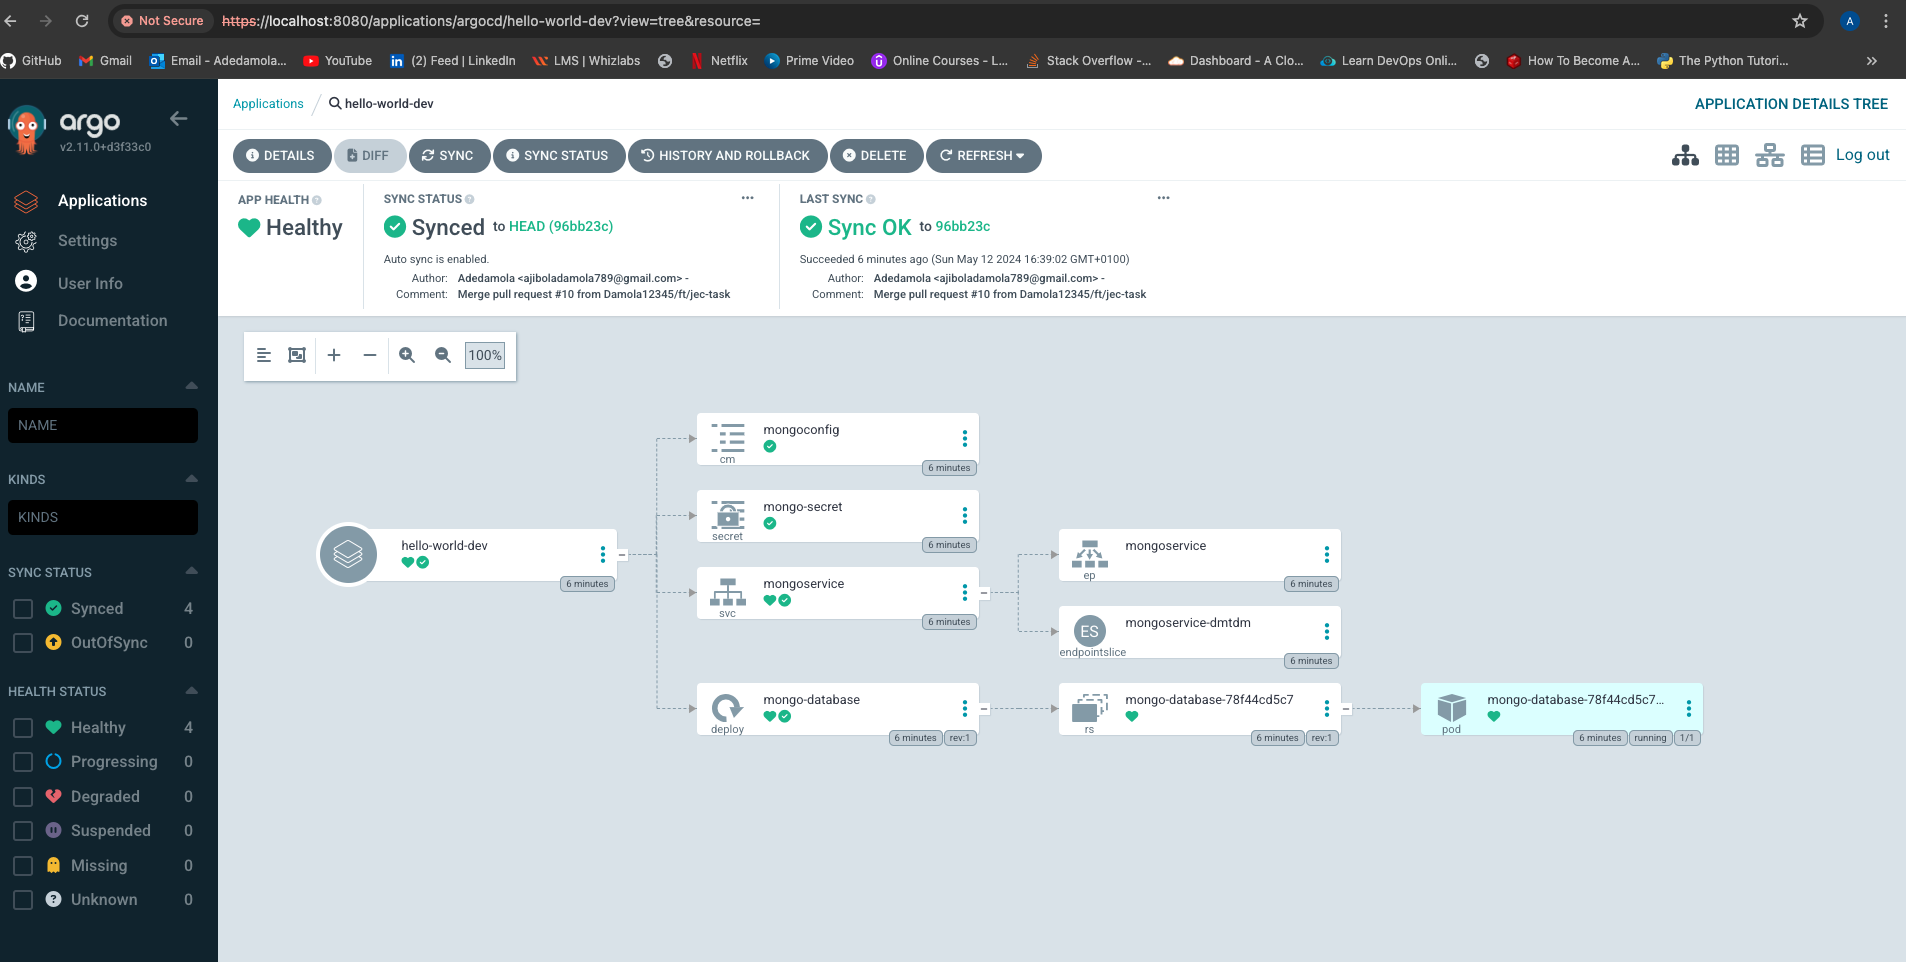 Not Secure https://localhost:8080/applications/argocd/hello-world-dev?view=tree&resource= A
GitHub Gmail Email - Adedamola... YouTube (2) Feed | LinkedIn LMS | Whizlabs Netflix Prime Video Online Courses - L... Stack Overflow -... Dashboard - A Clo... Learn DevOps Onli... How To Become A... The Python Tutori... »
argo
v2.11.0+d3f33c0
Applications
Settings
User Info
Documentation
NAME
NAME
KINDS
KINDS
SYNC STATUS
Synced 4
OutOfSync 0
HEALTH STATUS
Healthy 4
Progressing 0
Degraded 0
Suspended 0
Missing 0
Unknown 0
Applications / hello-world-dev
APPLICATION DETAILS TREE
DETAILS DIFF SYNC SYNC STATUS HISTORY AND ROLLBACK DELETE REFRESH
Log out
APP HEALTH
Healthy
SYNC STATUS
Synced to HEAD (96bb23c)
Auto sync is enabled.
Author: Adedamola <ajiboladamola789@gmail.com> -
Comment: Merge pull request #10 from Damola12345/ft/jec-task
LAST SYNC
Sync OK to 96bb23c
Succeeded 6 minutes ago (Sun May 12 2024 16:39:02 GMT+0100)
Author: Adedamola <ajiboladamola789@gmail.com> -
Comment: Merge pull request #10 from Damola12345/ft/jec-task
100%
hello-world-dev
6 minutes
mongoconfig
cm
6 minutes
mongo-secret
secret
6 minutes
mongoservice
svc
6 minutes
mongoservice
ep
6 minutes
ES
mongoservice-dmtdm
endpointslice
6 minutes
mongo-database
deploy
6 minutes rev:1
mongo-database-78f44cd5c7
rs
6 minutes rev:1
mongo-database-78f44cd5c7...
pod
6 minutes running 1/1